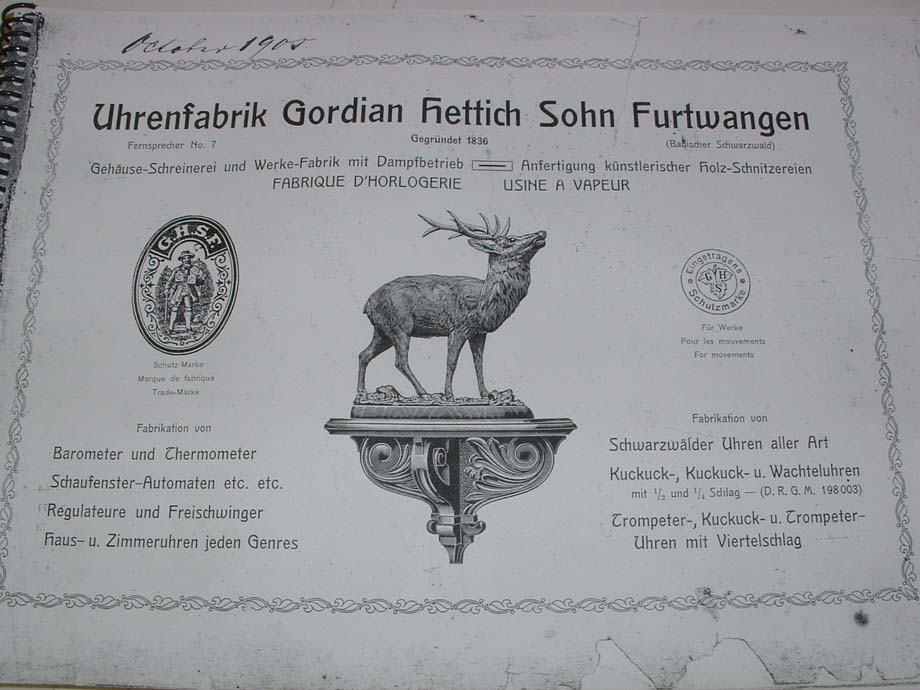 October 1905
Uhrenfabrik Gordian Hettich Sohn Furtwangen
Fernsprecher No. 7
Gegründet 1836
(Badischer Schwarzwald)
Gehäuse-Schreinerei und Werke-Fabrik mit Dampfbetrieb
Anfertigung künstlerischer Holz-Schnitzereien
FABRIQUE D'HORLOGERIE USINE A VAPEUR
G.H.S.F.
Schutz-Marke
Marque de fabrique
Trade-Marke
Eingetragene
G H
S
Schutzmarke
Für Werke
Pour les mouvements
For movements
Fabrikation von
Barometer und Thermometer
Schaufenster-Automaten etc. etc.
Regulateure und Freischwinger
Haus- u. Zimmeruhren jeden Genres
Fabrikation von
Schwarzwälder Uhren aller Art
Kuckuck-, Kuckuck- u. Wachteluhren
mit ½ und ¼ Schlag — (D. R. G. M. 198003)
Trompeter-, Kuckuck- u. Trompeter-
Uhren mit Viertelschlag